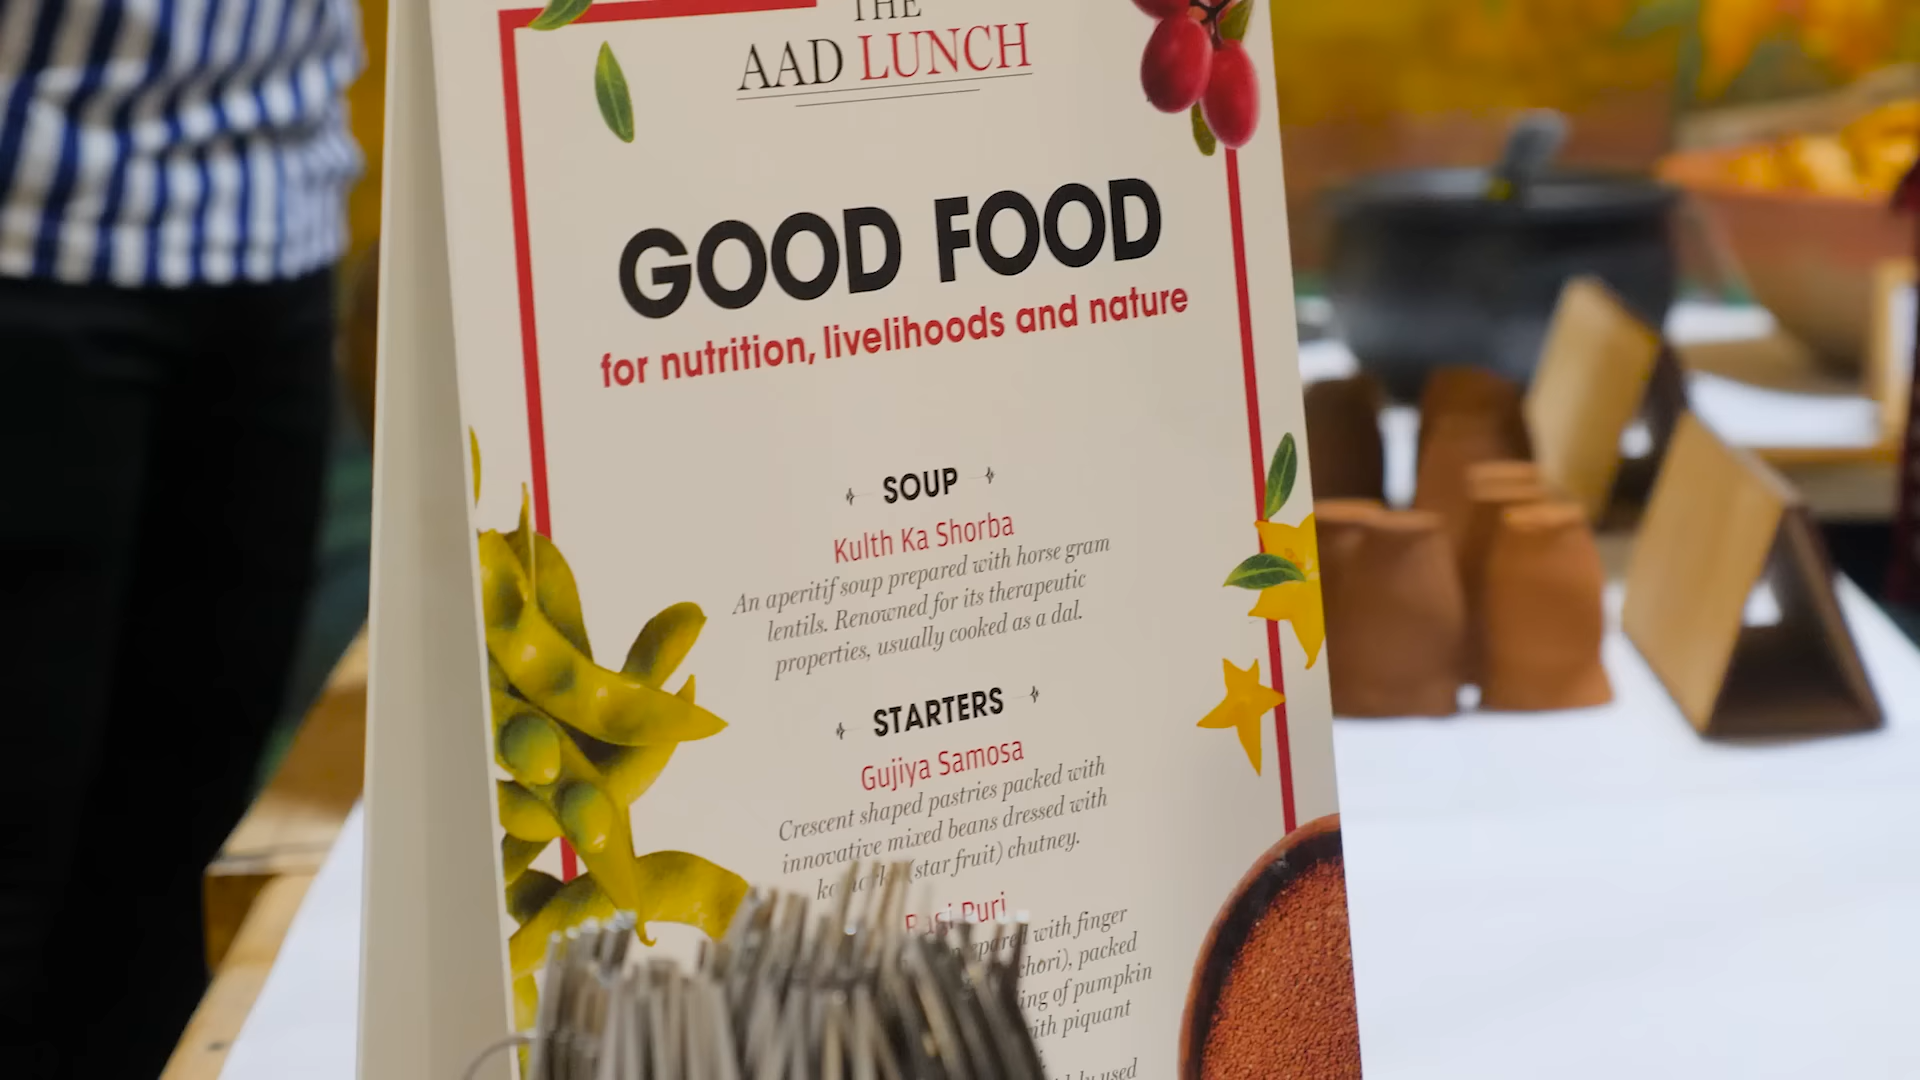 THE
AAD LUNCH
GOOD FOOD
for nutrition, livelihoods and nature
SOUP
Kulth Ka Shorba
An aperitif soup prepared with horse gram
lentils. Renowned for its therapeutic
properties, usually cooked as a dal.
STARTERS
Gujiya Samosa
Crescent shaped pastries packed with
innovative mixed beans dressed with
(star fruit) chutney.
Puri
with finger
packed
of pumpkin
piquant
used